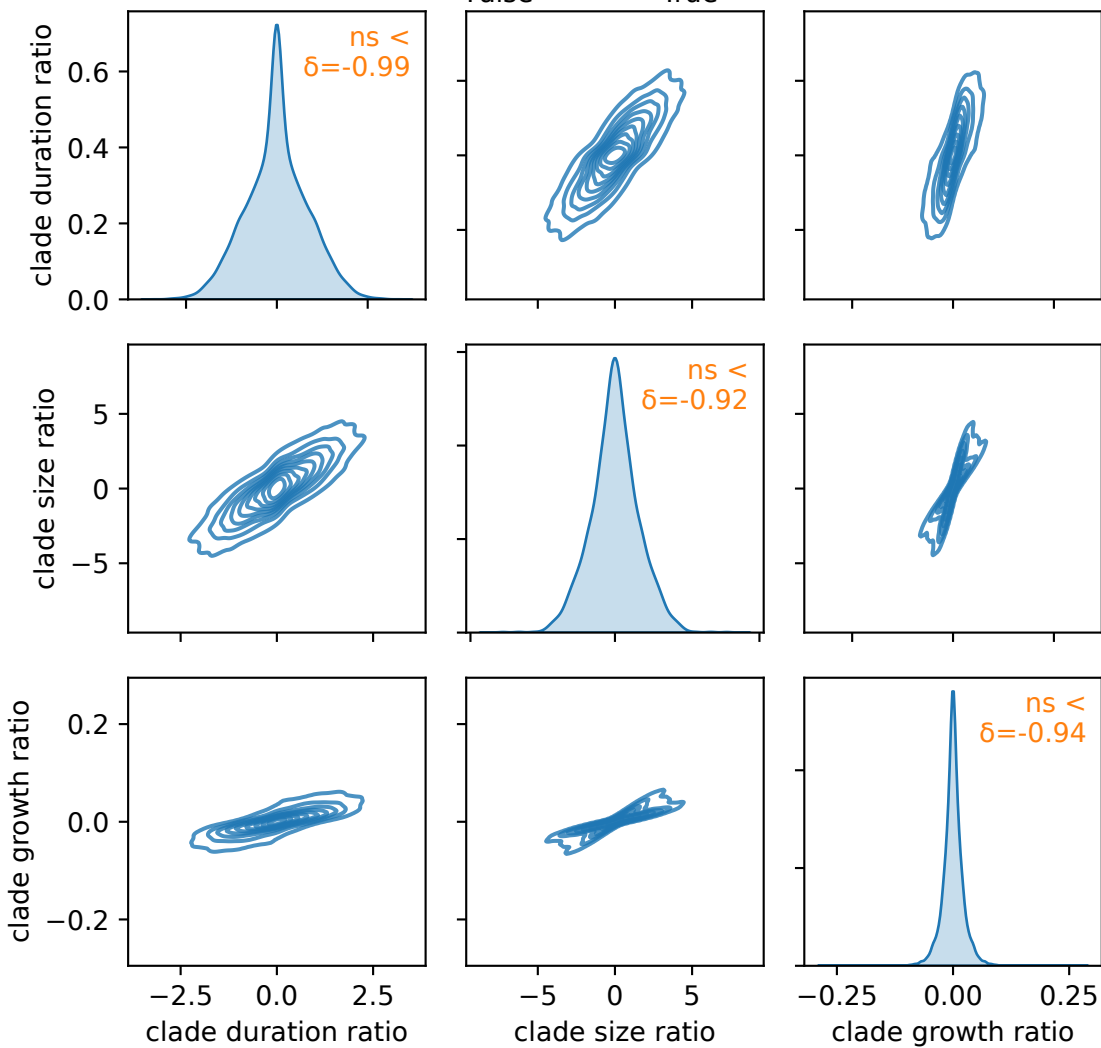 True
clade duration ratio
0.6
0.4
0.2
0.0
ns <
δ=-0.99
clade size ratio
5
0
−5
ns <
δ=-0.92
clade growth ratio
0.2
0.0
−0.2
ns <
δ=-0.94
−2.5 0.0 2.5
−5 0 5
−0.25 0.00 0.25
clade duration ratio
clade size ratio
clade growth ratio